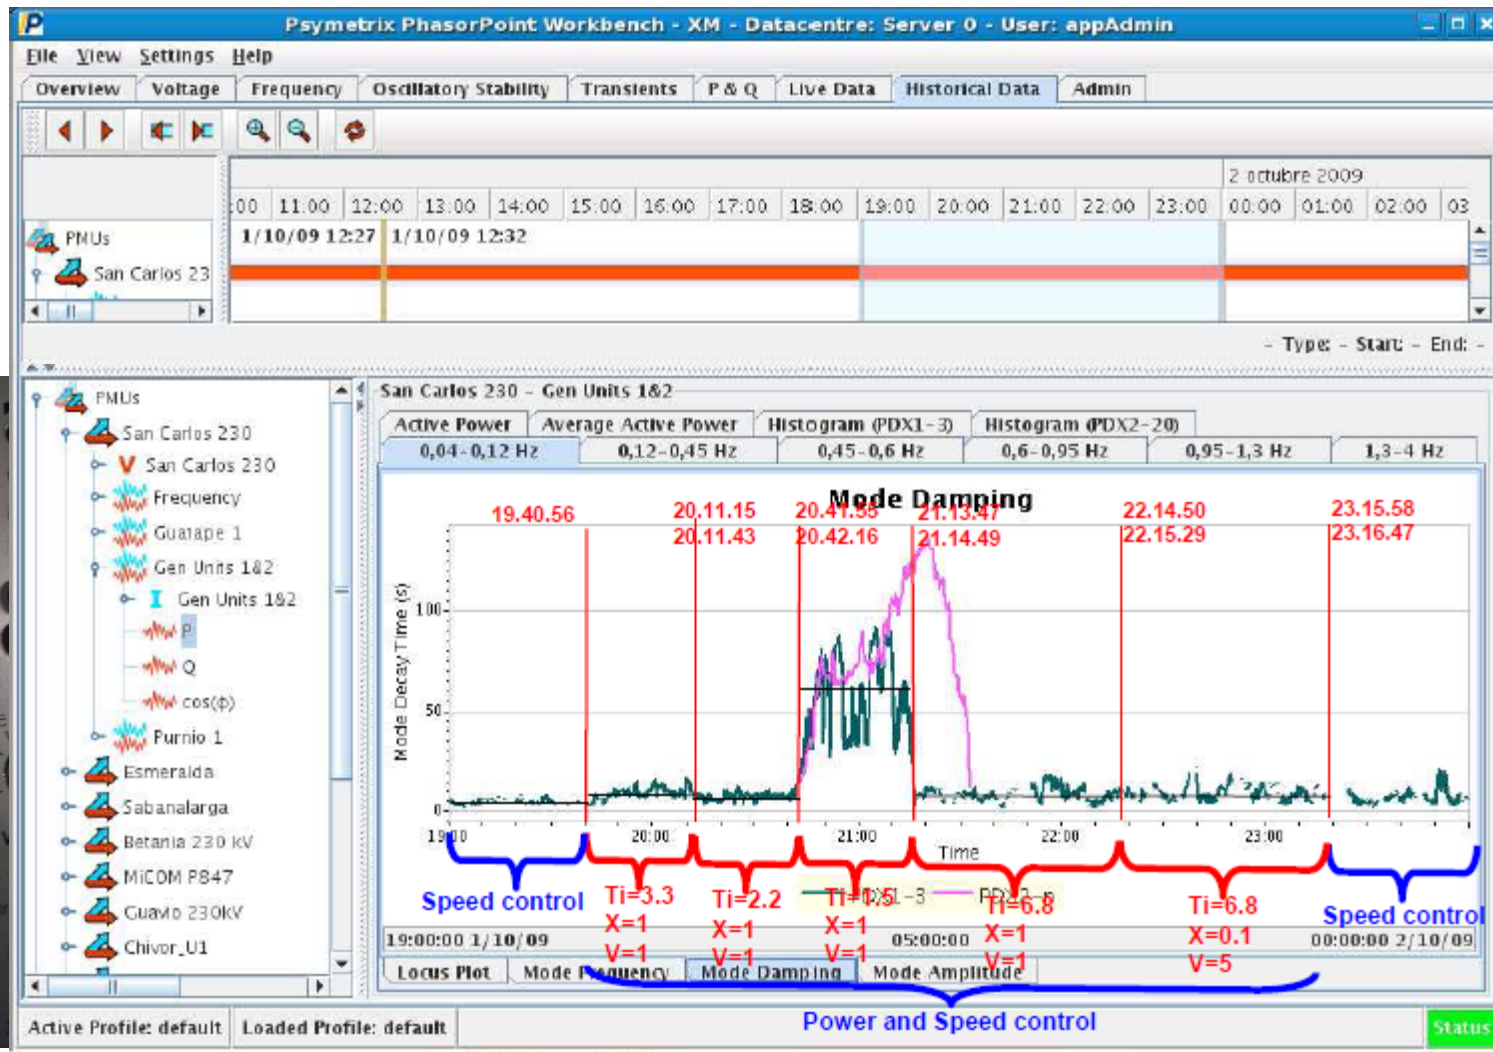 Psymetrix PhasorPoint Workbench - XM - Datacentre: Server 0 - User: appAdmin
File View Settings Help
Overview Voltage Frequency Oscillatory Stability Transients P & Q Live Data Historical Data Admin
2 octubre 2009
:00 11:00 12:00 13:00 14:00 15:00 16:00 17:00 18:00 19:00 20:00 21:00 22:00 23:00 00:00 01:00 02:00 03
PMUs
1/10/09 12:27 1/10/09 12:32
San Carlos 23
- Type: - Start: - End: -
PMUs
San Carlos 230
San Carlos 230
Frequency
Guatape 1
Gen Units 1&2
Gen Units 1&2
P
Q
cos(φ)
Purnio 1
Esmeralda
Sabanalarga
Betania 230 kV
MiCOM P847
Guavio 230kV
Chivor_U1
San Carlos 230 - Gen Units 1&2
Active Power Average Active Power Histogram (PDX1-3) Histogram (PDX2-20)
0,04-0,12 Hz 0,12-0,45 Hz 0,45-0,6 Hz 0,6-0,95 Hz 0,95-1,3 Hz 1,3-4 Hz
Mode Damping
19.40.56 20.11.15 20.41.55 21.13.47 22.14.50 23.15.58
20.11.43 20.42.16 21.14.49 22.15.29 23.16.47
Mode Decay Time (s)
100
50
0
19:00 20:00 21:00 22:00 23:00
Time
Speed control
Ti=3.3
X=1
V=1
Ti=2.2
X=1
V=1
Ti=1.5
X=1
V=1
Ti=6.8
X=1
V=1
Ti=6.8
X=0.1
V=5
Speed control
19:00:00 1/10/09 05:00:00 00:00:00 2/10/09
Locus Plot Mode Frequency Mode Damping Mode Amplitude
Power and Speed control
Active Profile: default Loaded Profile: default
Status